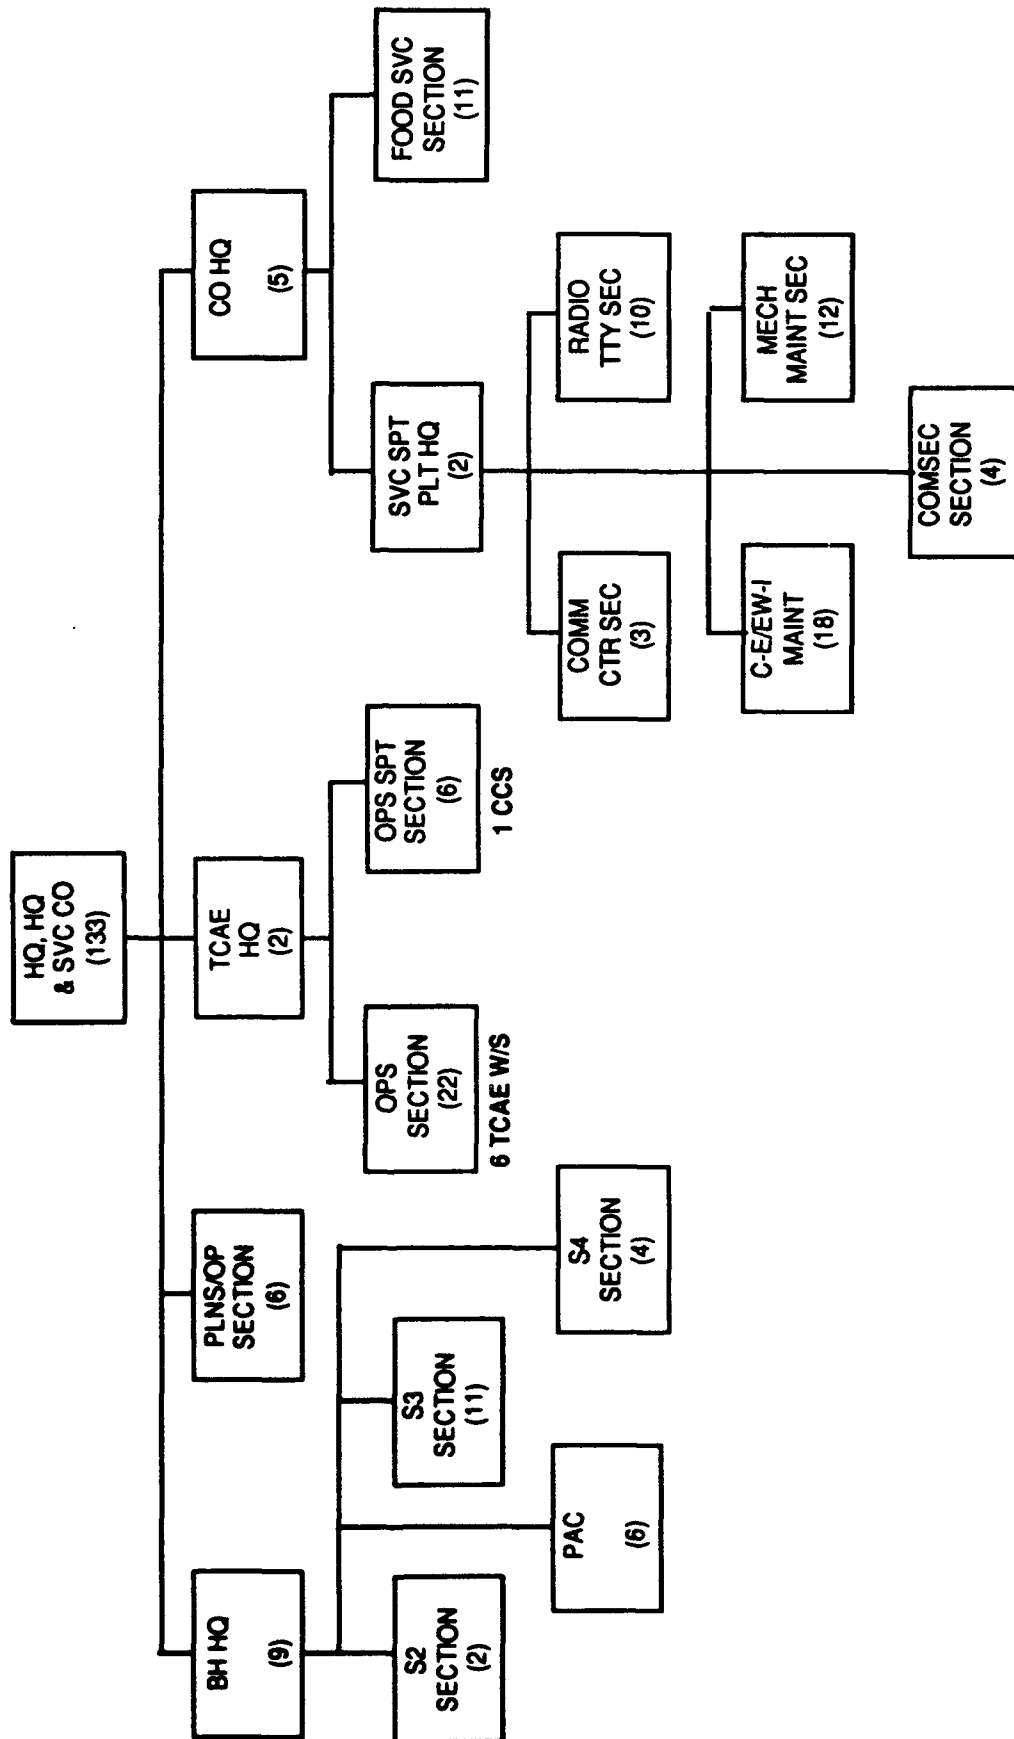 HQ, HQ
& SVC CO
(133)
BH HQ
(9)
PLNS/OP
SECTION
(6)
TCAE
HQ
(2)
CO HQ
(5)
S2
SECTION
(2)
S3
SECTION
(11)
PAC
(6)
S4
SECTION
(4)
OPS
SECTION
(22)
6 TCAE W/S
OPS SPT
SECTION
(6)
1 CCS
SVC SPT
PLT HQ
(2)
FOOD SVC
SECTION
(11)
COMM
CTR SEC
(3)
RADIO
TTY SEC
(10)
C-E/EW-I
MAINT
(18)
MECH
MAINT SEC
(12)
COMSEC
SECTION
(4)